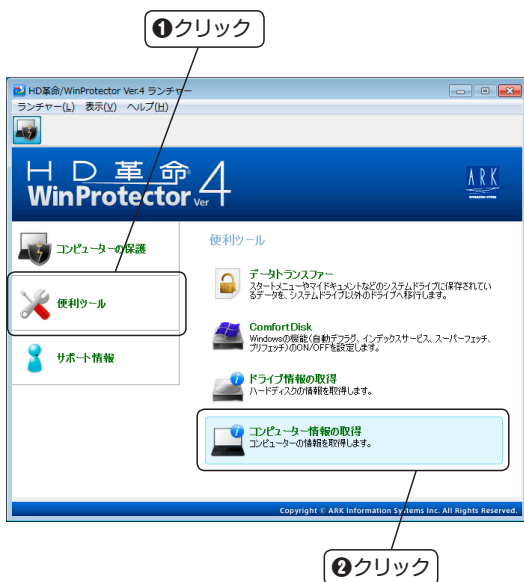 ❶クリック
HD革命/WinProtector Ver.4 ランチャー
ランチャー(L) 表示(V) ヘルプ(H)
HD革命
WinProtector Ver 4
ARK
コンピューターの保護
便利ツール
サポート情報
便利ツール
データトランスファー
スタートメニューやマイドキュメントなどのシステムドライブに保存されてい
るデータを、システムドライブ以外のドライブへ移行します。
ComfortDisk
Windowsの機能(自動デフラグ、インデックスサービス、スーパーフェッチ、
プリフェッチ)のON/OFFを設定します。
ドライブ情報の取得
ハードディスクの情報を取得します。
コンピューター情報の取得
コンピューターの情報を取得します。
Copyright © ARK Information Systems Inc. All Rights Reserved.
❷クリック